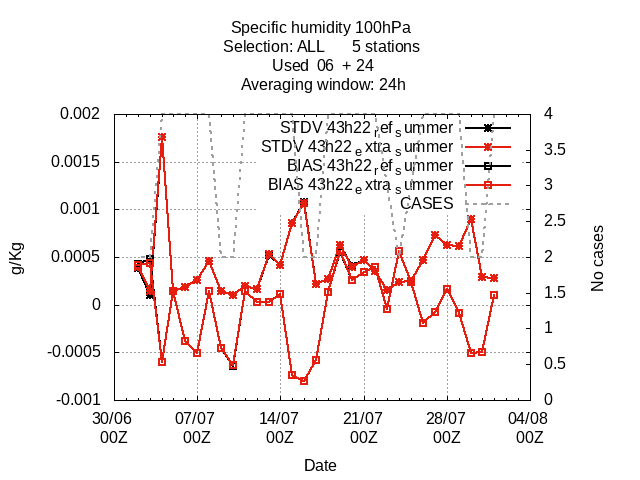 Specific humidity 100hPa
Selection: ALL 5 stations
Used 06 + 24
Averaging window: 24h
STDV 43h22_ref_summer
STDV 43h22_extra_summer
BIAS 43h22_ref_summer
BIAS 43h22_extra_summer
CASES
0.002
0.0015
0.001
0.0005
0
-0.0005
-0.001
g/Kg
4
3.5
3
2.5
2
1.5
1
0.5
0
No cases
30/06 07/07 14/07 21/07 28/07 04/08
00Z 00Z 00Z 00Z 00Z 00Z
Date